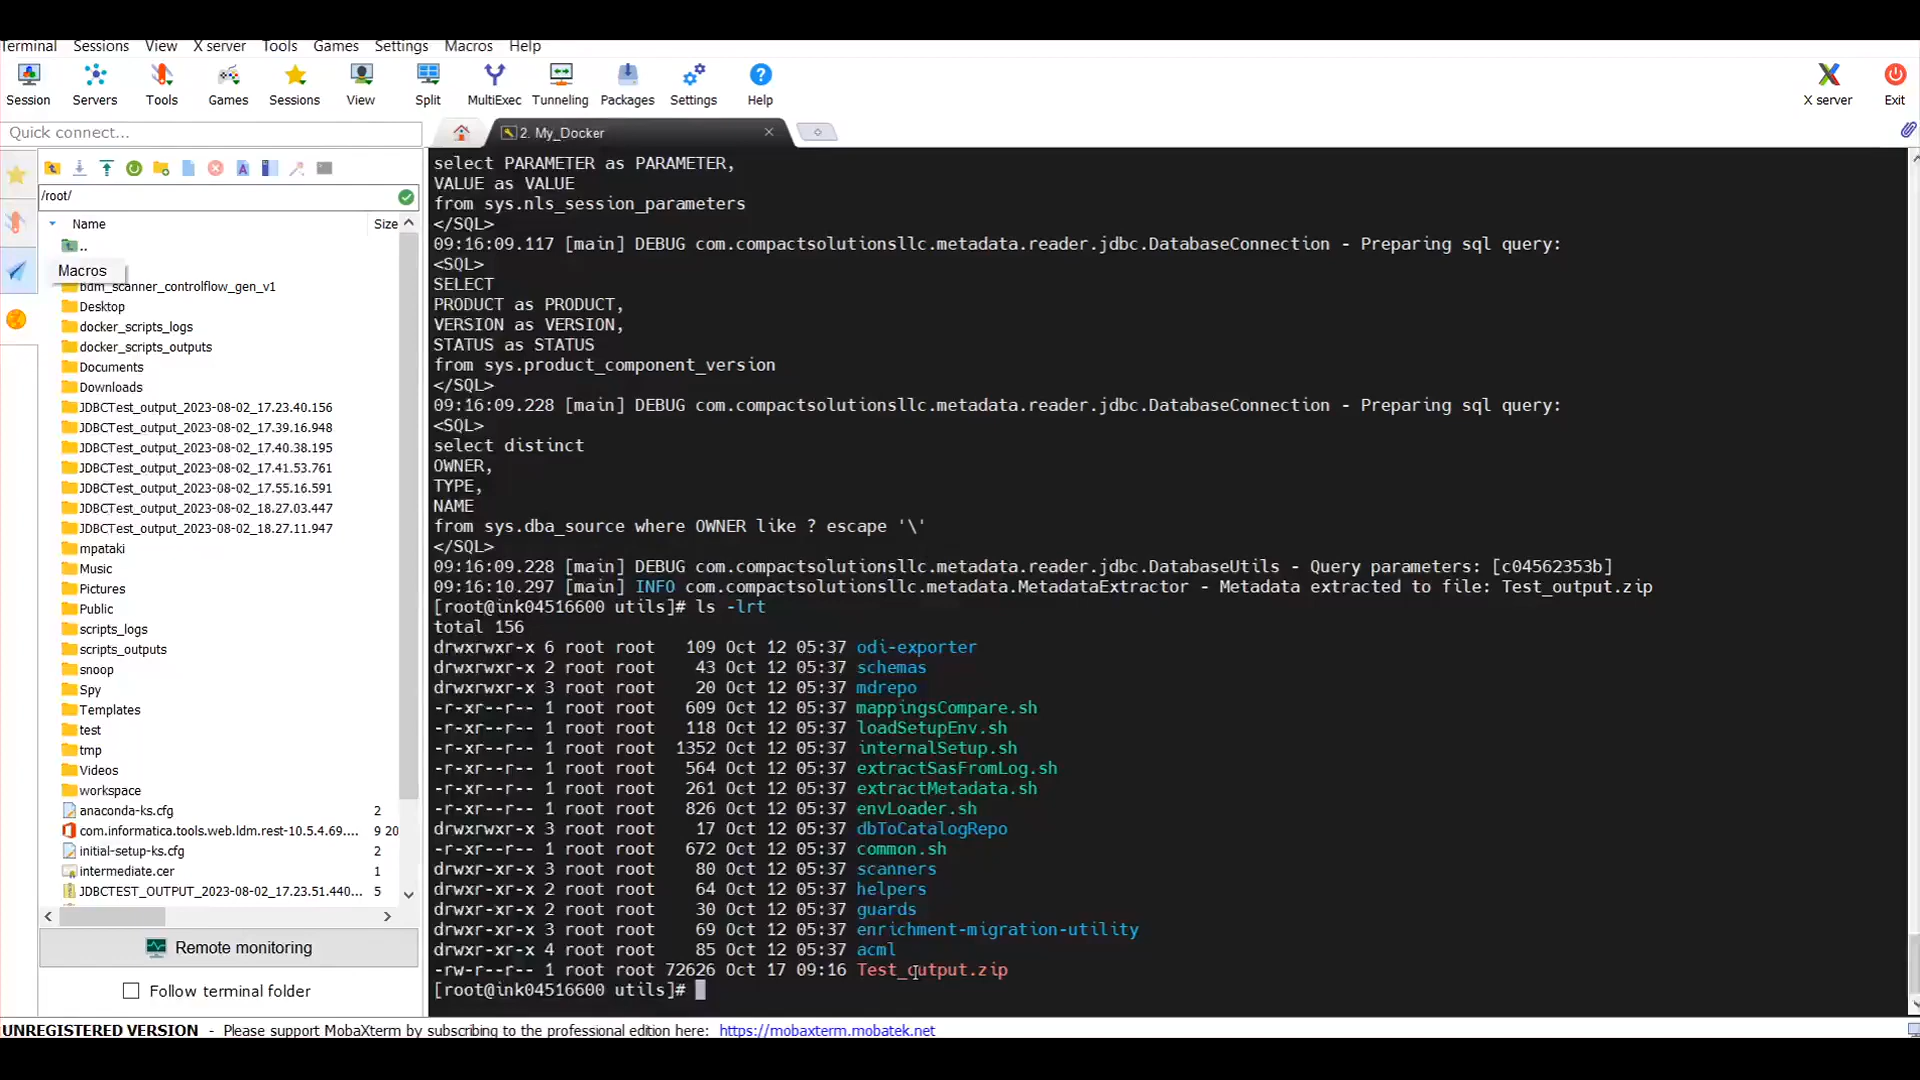 Terminal Sessions View X server Tools Games Settings Macros Help
Session Servers Tools Games Sessions View Split MultiExec Tunneling Packages Settings Help X server Exit
Quick connect...
2. My_Docker
/root/
Name Size
..
Macros
bdm_scanner_controlflow_gen_v1
Desktop
docker_scripts_logs
docker_scripts_outputs
Documents
Downloads
JDBCTest_output_2023-08-02_17.23.40.156
JDBCTest_output_2023-08-02_17.39.16.948
JDBCTest_output_2023-08-02_17.40.38.195
JDBCTest_output_2023-08-02_17.41.53.761
JDBCTest_output_2023-08-02_17.55.16.591
JDBCTest_output_2023-08-02_18.27.03.447
JDBCTest_output_2023-08-02_18.27.11.947
mpataki
Music
Pictures
Public
scripts_logs
scripts_outputs
snoop
Spy
Templates
test
tmp
Videos
workspace
anaconda-ks.cfg 2
com.informatica.tools.web.ldm.rest-10.5.4.69.... 9 20
initial-setup-ks.cfg 2
intermediate.cer 1
JDBCTEST_OUTPUT_2023-08-02_17.23.51.440... 5
Remote monitoring
Follow terminal folder
select PARAMETER as PARAMETER,
VALUE as VALUE
from sys.nls_session_parameters
</SQL>
09:16:09.117 [main] DEBUG com.compactsolutionsllc.metadata.reader.jdbc.DatabaseConnection - Preparing sql query:
<SQL>
SELECT
PRODUCT as PRODUCT,
VERSION as VERSION,
STATUS as STATUS
from sys.product_component_version
</SQL>
09:16:09.228 [main] DEBUG com.compactsolutionsllc.metadata.reader.jdbc.DatabaseConnection - Preparing sql query:
<SQL>
select distinct
OWNER,
TYPE,
NAME
from sys.dba_source where OWNER like ? escape '\'
</SQL>
09:16:09.228 [main] DEBUG com.compactsolutionsllc.metadata.reader.jdbc.DatabaseUtils - Query parameters: [c04562353b]
09:16:10.297 [main] INFO com.compactsolutionsllc.metadata.MetadataExtractor - Metadata extracted to file: Test_output.zip
[root@ink04516600 utils]# ls -lrt
total 156
drwxrwxr-x 6 root root 109 Oct 12 05:37 odi-exporter
drwxrwxr-x 2 root root 43 Oct 12 05:37 schemas
drwxrwxr-x 3 root root 20 Oct 12 05:37 mdrepo
-r-xr--r-- 1 root root 609 Oct 12 05:37 mappingsCompare.sh
-r-xr--r-- 1 root root 118 Oct 12 05:37 loadSetupEnv.sh
-r-xr--r-- 1 root root 1352 Oct 12 05:37 internalSetup.sh
-r-xr--r-- 1 root root 564 Oct 12 05:37 extractSasFromLog.sh
-r-xr--r-- 1 root root 261 Oct 12 05:37 extractMetadata.sh
-r-xr--r-- 1 root root 826 Oct 12 05:37 envLoader.sh
drwxrwxr-x 3 root root 17 Oct 12 05:37 dbToCatalogRepo
-r-xr--r-- 1 root root 672 Oct 12 05:37 common.sh
drwxr-xr-x 3 root root 80 Oct 12 05:37 scanners
drwxr-xr-x 2 root root 64 Oct 12 05:37 helpers
drwxr-xr-x 2 root root 30 Oct 12 05:37 guards
drwxr-xr-x 3 root root 69 Oct 12 05:37 enrichment-migration-utility
drwxr-xr-x 4 root root 85 Oct 12 05:37 acml
-rw-r--r-- 1 root root 72626 Oct 17 09:16 Test_output.zip
[root@ink04516600 utils]#
UNREGISTERED VERSION - Please support MobaXterm by subscribing to the professional edition here: https://mobaxterm.mobatek.net